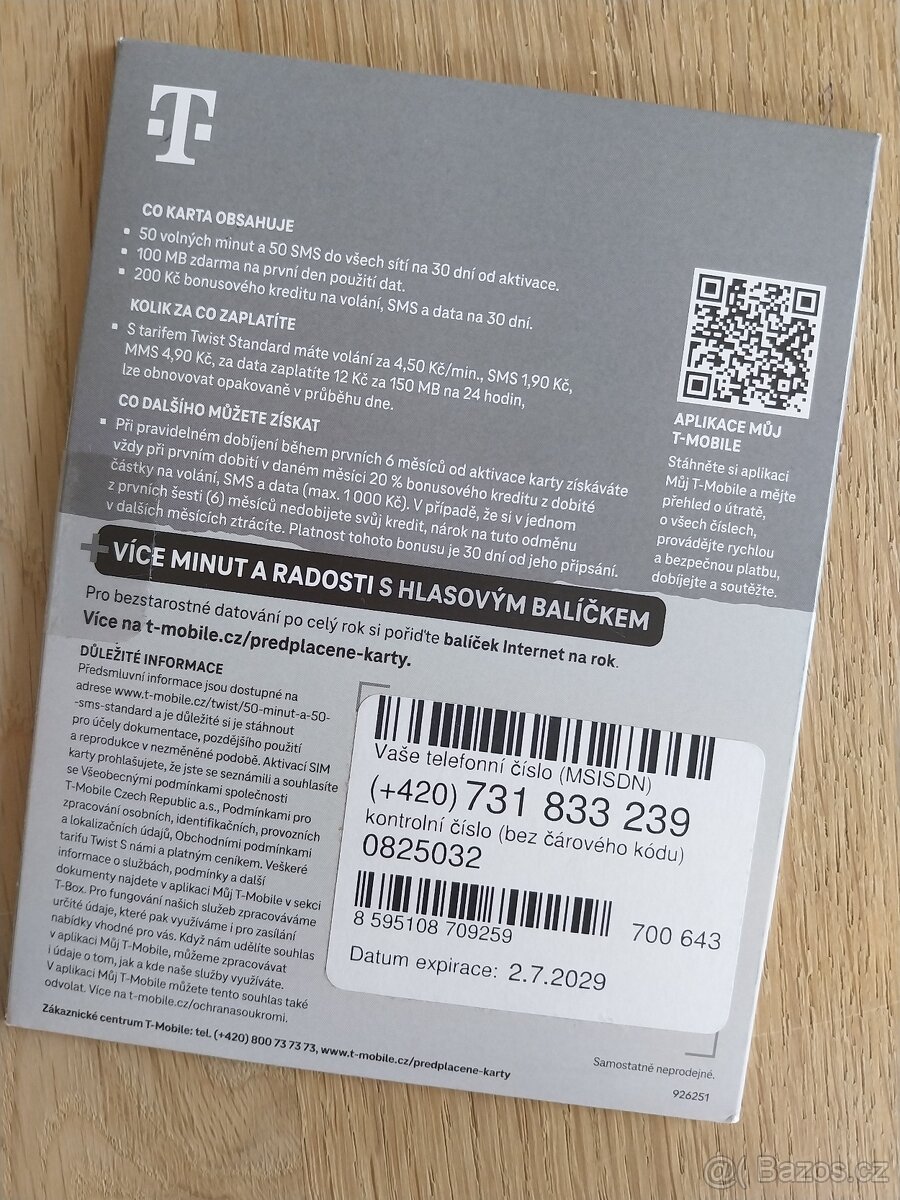 T
CO KARTA OBSAHUJE
• 50 volných minut a 50 SMS do všech sítí na 30 dní od aktivace.
• 100 MB zdarma na první den použití dat.
• 200 Kč bonusového kreditu na volání, SMS a data na 30 dní.
KOLIK ZA CO ZAPLATÍTE
• S tarifem Twist Standard máte volání za 4,50 Kč/min., SMS 1,90 Kč,
MMS 4,90 Kč, za data zaplatíte 12 Kč za 150 MB na 24 hodin,
lze obnovovat opakovaně v průběhu dne.
CO DALŠÍHO MŮŽETE ZÍSKAT
• Při pravidelném dobíjení během prvních 6 měsíců od aktivace karty získáváte
vždy při prvním dobití v daném měsíci 20 % bonusového kreditu z dobité
částky na volání, SMS a data (max. 1 000 Kč). V případě, že si v jednom
z prvních šesti (6) měsíců nedobijete svůj kredit, nárok na tuto odměnu
v dalších měsících ztrácíte. Platnost tohoto bonusu je 30 dní od jeho připsání.
APLIKACE MŮJ
T-MOBILE
Stáhněte si aplikaci
Můj T-Mobile a mějte
přehled o útratě,
o všech číslech,
provádějte rychlou
a bezpečnou platbu,
dobíjejte a soutěžte.
+ VÍCE MINUT A RADOSTI S HLASOVÝM BALÍČKEM
Pro bezstarostné datování po celý rok si pořiďte balíček Internet na rok.
Více na t-mobile.cz/predplacene-karty.
DŮLEŽITÉ INFORMACE
Předsmluvní informace jsou dostupné na
adrese www.t-mobile.cz/twist/50-minut-a-50-
-sms-standard a je důležité si je stáhnout
pro účely dokumentace, pozdějšího použití
a reprodukce v nezměněné podobě. Aktivací SIM
karty prohlašujete, že jste se seznámili a souhlasíte
se Všeobecnými podmínkami společnosti
T-Mobile Czech Republic a.s., Podmínkami pro
zpracování osobních, identifikačních, provozních
a lokalizačních údajů, Obchodními podmínkami
tarifu Twist S námi a platným ceníkem. Veškeré
informace o službách, podmínky a další
dokumenty najdete v aplikaci Můj T-Mobile v sekci
T-Box. Pro fungování našich služeb zpracováváme
určité údaje, které pak využíváme i pro zasílání
nabídky vhodné pro vás. Když nám udělíte souhlas
v aplikaci Můj T-Mobile, můžeme zpracovávat
i údaje o tom, jak a kde naše služby využíváte.
V aplikaci Můj T-Mobile můžete tento souhlas také
odvolat. Více na t-mobile.cz/ochranasoukromi.
Vaše telefonní číslo (MSISDN)
(+420) 731 833 239
kontrolní číslo (bez čárového kódu)
0825032
8 595108 709259
700 643
Datum expirace: 2.7.2029
Zákaznické centrum T-Mobile: tel. (+420) 800 73 73 73, www.t-mobile.cz/predplacene-karty
Samostatně neprodejné.
926251
@( Bazos.cz